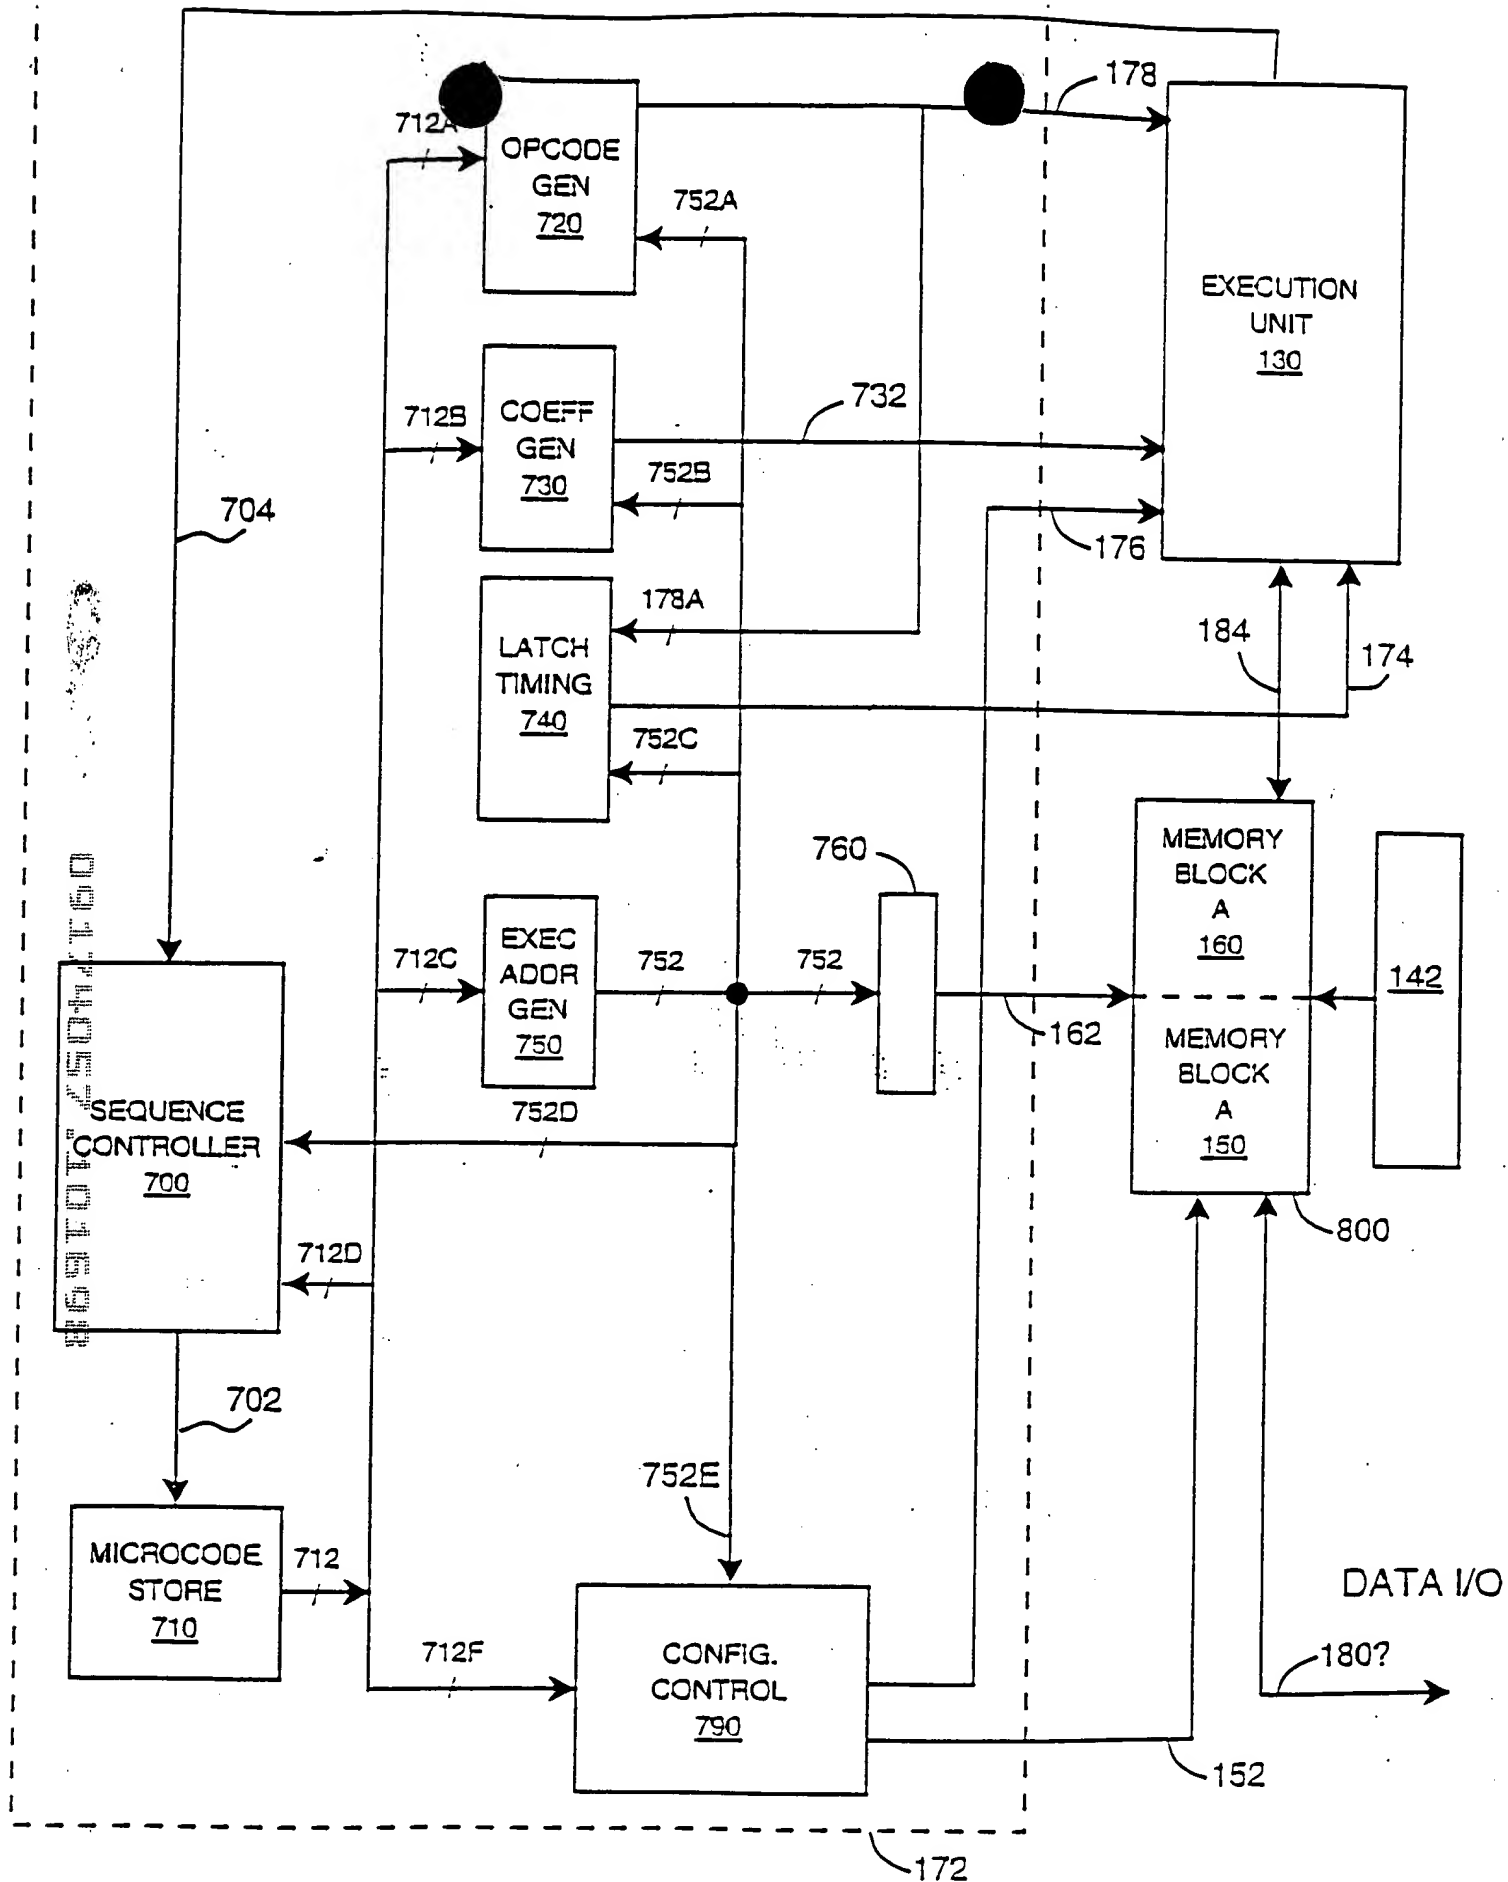 178
712A
OPCODE
GEN
720
752A
EXECUTION
UNIT
130
732
712B
COEFF
GEN
730
752B
704
176
178A
LATCH
TIMING
740
184
174
752C
760
MEMORY
BLOCK
A
160
142
712C
EXEC
ADDR
GEN
750
752
752
162
MEMORY
BLOCK
A
150
752D
SEQUENCE
CONTROLLER
700
800
712D
702
752E
MICROCODE
STORE
710
712
DATA I/O
712F
CONFIG.
CONTROL
790
180?
152
172